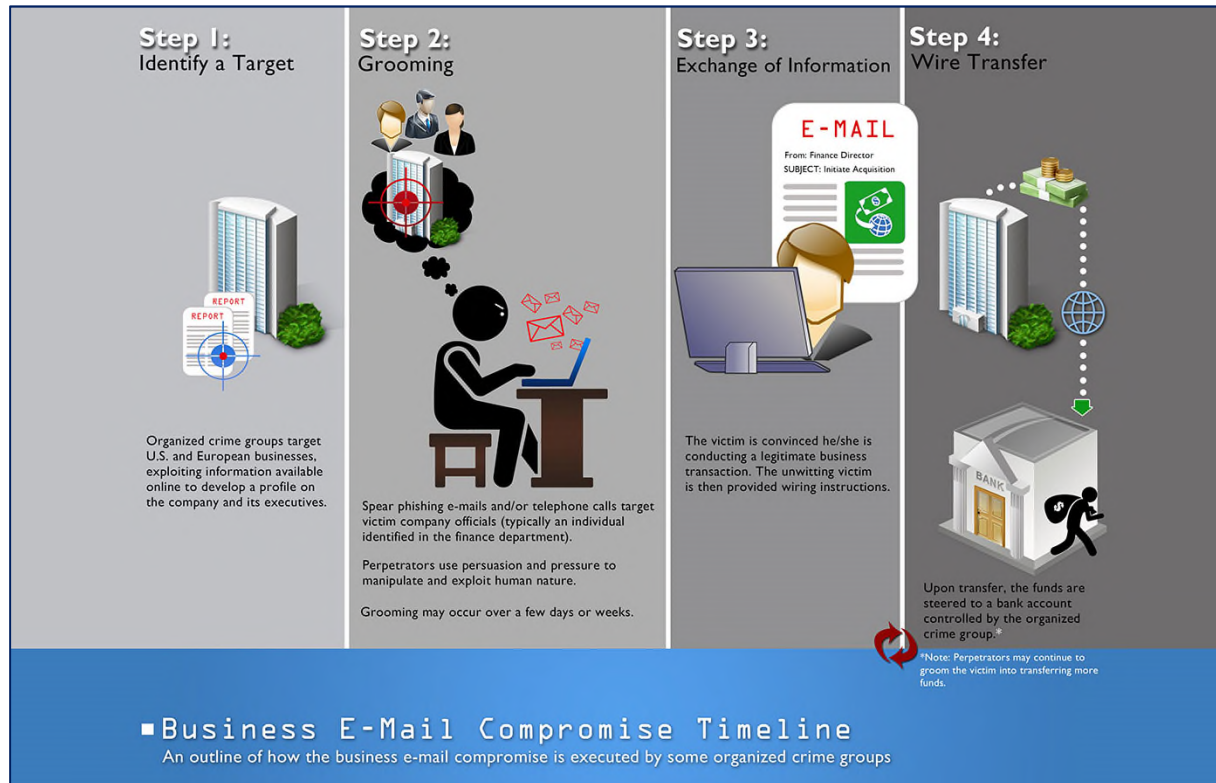 Step 1:
Identify a Target
REPORT
REPORT
Organized crime groups target
U.S. and European businesses,
exploiting information available
online to develop a profile on
the company and its executives.
Step 2:
Grooming
Spear phishing e-mails and/or telephone calls target
victim company officials (typically an individual
identified in the finance department).
Perpetrators use persuasion and pressure to
manipulate and exploit human nature.
Grooming may occur over a few days or weeks.
Step 3:
Exchange of Information
E-MAIL
From: Finance Director
SUBJECT: Initiate Acquisition
$
The victim is convinced he/she is
conducting a legitimate business
transaction. The unwitting victim
is then provided wiring instructions.
Step 4:
Wire Transfer
BANK
$
Upon transfer, the funds are
steered to a bank account
controlled by the organized
crime group.*
*Note: Perpetrators may continue to
groom the victim into transferring more
funds.
Business E-Mail Compromise Timeline
An outline of how the business e-mail compromise is executed by some organized crime groups